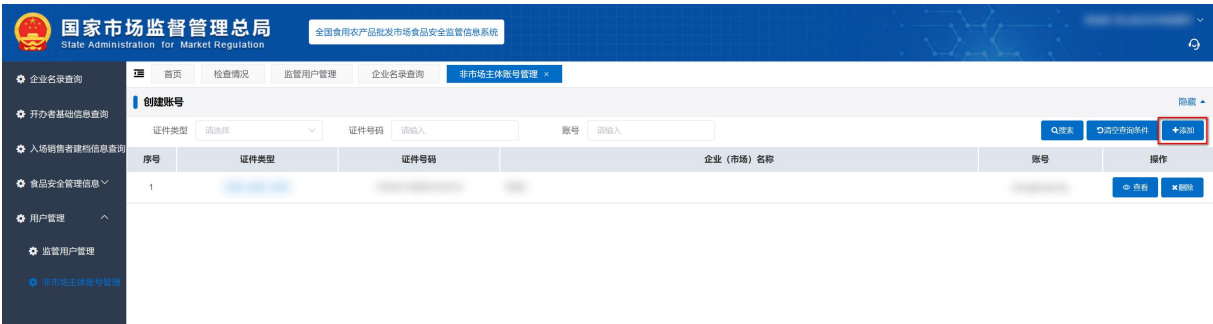 国家市场监督管理总局
State Administration for Market Regulation
全国食用农产品批发市场食品安全监管信息系统
企业名录查询
开办者基础信息查询
入场销售者建档信息查询
食品安全管理信息
用户管理
监管用户管理
非市场主体账号管理
首页 检查情况 监管用户管理 企业名录查询 非市场主体账号管理 ×
创建账号 隐藏
证件类型 请选择 证件号码 请输入 账号 请输入 搜索 清空查询条件 +添加
序号 证件类型 证件号码 企业（市场）名称 账号 操作
1 查看 ×删除